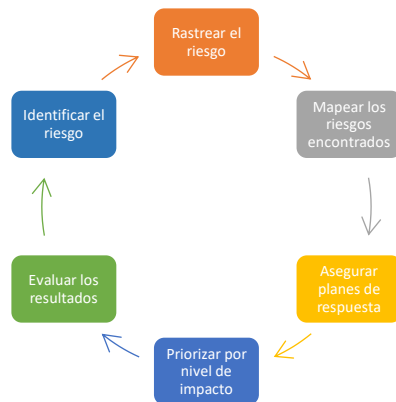 Rastrear el
riesgo
Mapear los
riesgos
encontrados
Asegurar
planes de
respuesta
Priorizar por
nivel de
impacto
Evaluar los
resultados
Identificar el
riesgo